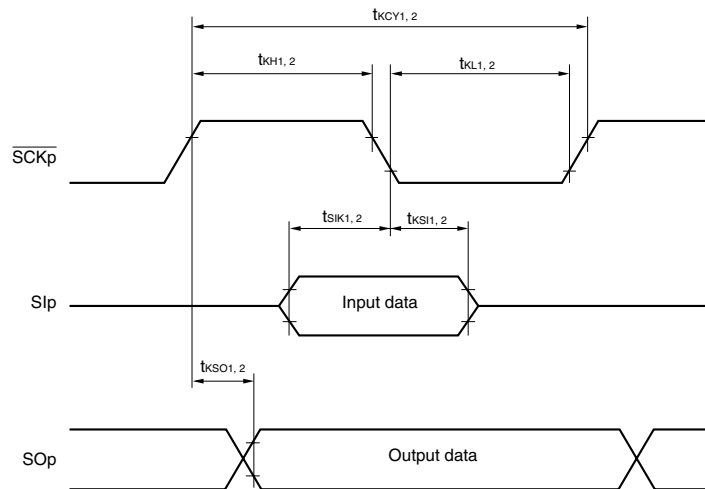 tKCY1, 2
tKH1, 2
tKL1, 2
SCKp
tSIK1, 2
tKSI1, 2
SIp
Input data
tKSO1, 2
SOp
Output data